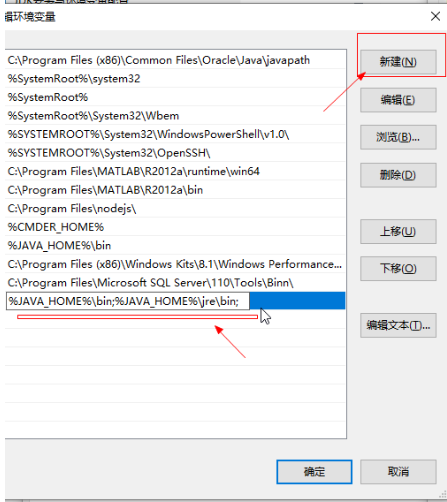 辑环境变量
C:\Program Files (x86)\Common Files\Oracle\Java\javapath
%SystemRoot%\system32
%SystemRoot%
%SystemRoot%\System32\Wbem
%SYSTEMROOT%\System32\WindowsPowerShell\v1.0\
%SYSTEMROOT%\System32\OpenSSH\
C:\Program Files\MATLAB\R2012a\runtime\win64
C:\Program Files\MATLAB\R2012a\bin
C:\Program Files\nodejs\
%CMDER_HOME%
%JAVA_HOME%\bin
C:\Program Files (x86)\Windows Kits\8.1\Windows Performance...
C:\Program Files\Microsoft SQL Server\110\Tools\Binn\
%JAVA_HOME%\bin;%JAVA_HOME%\jre\bin;
新建(N)
编辑(E)
浏览(B)...
删除(D)
上移(U)
下移(O)
编辑文本(T)...
确定
取消